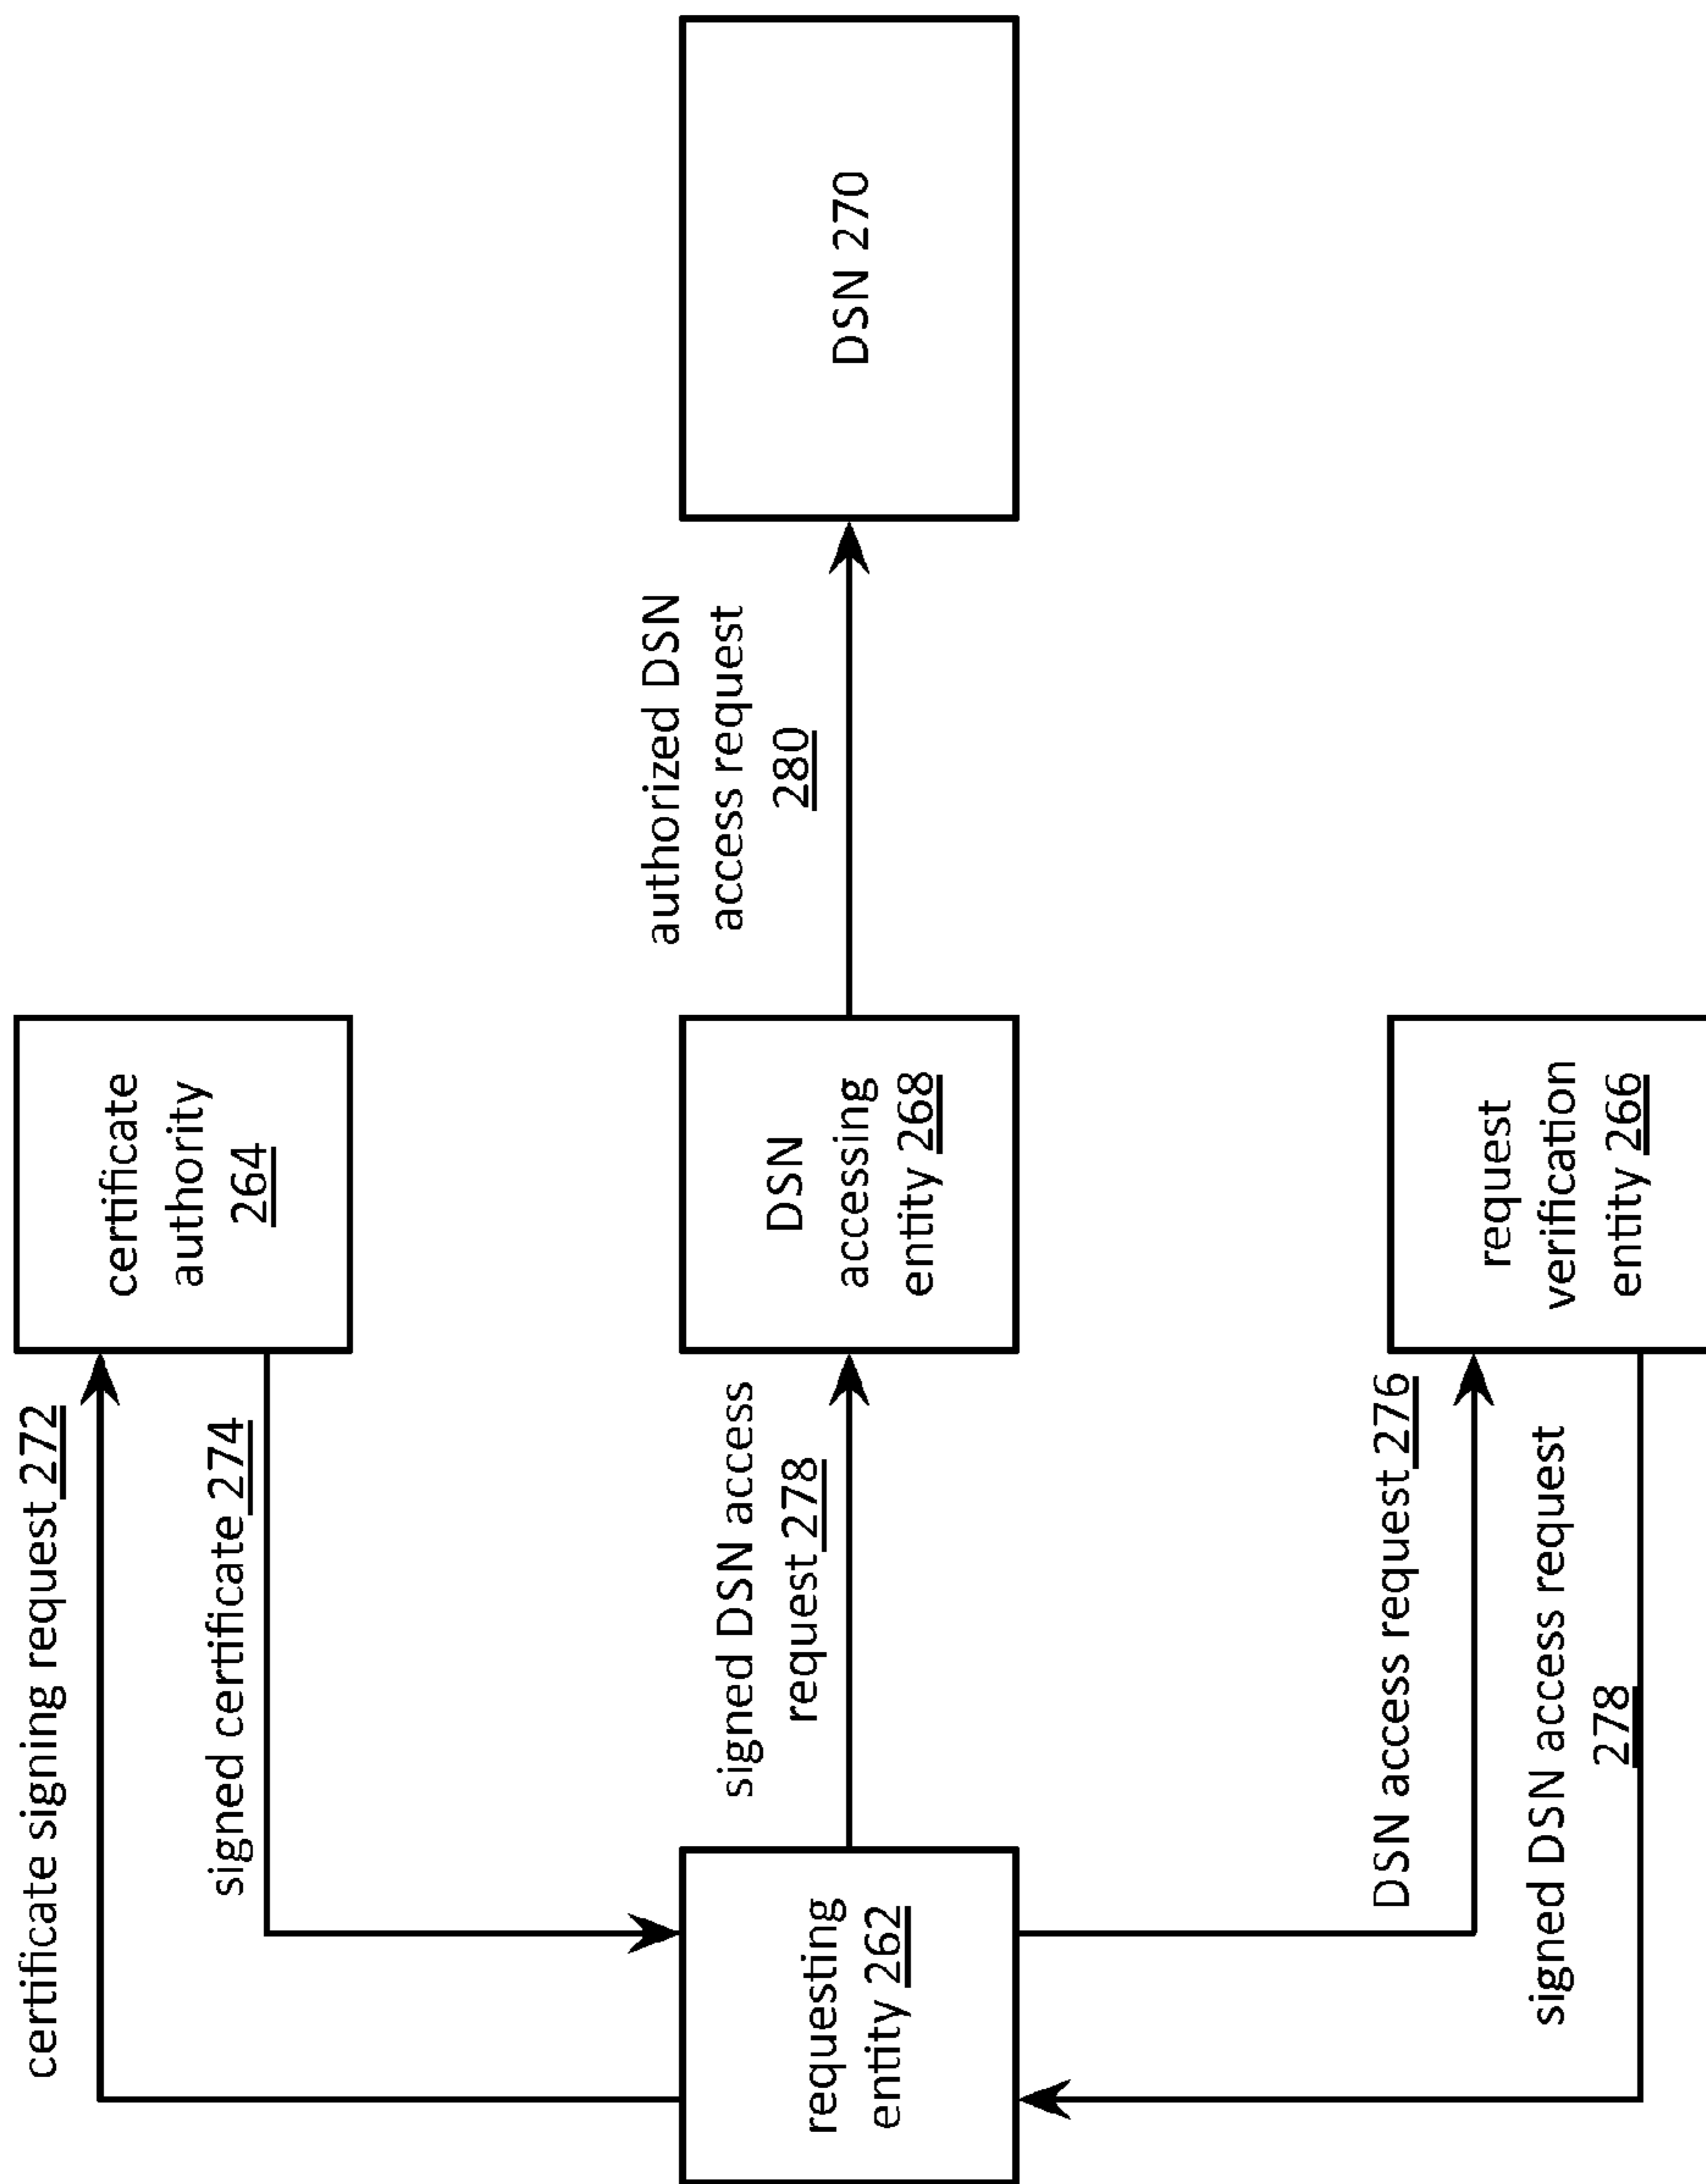 certificate signing request 272
signed certificate 274
certificate
authority
264
requesting
entity 262
signed DSN access
request 278
DSN
accessing
entity 268
authorized DSN
access request
280
DSN 270
DSN access request 276
signed DSN access request
278
request
verification
entity 266